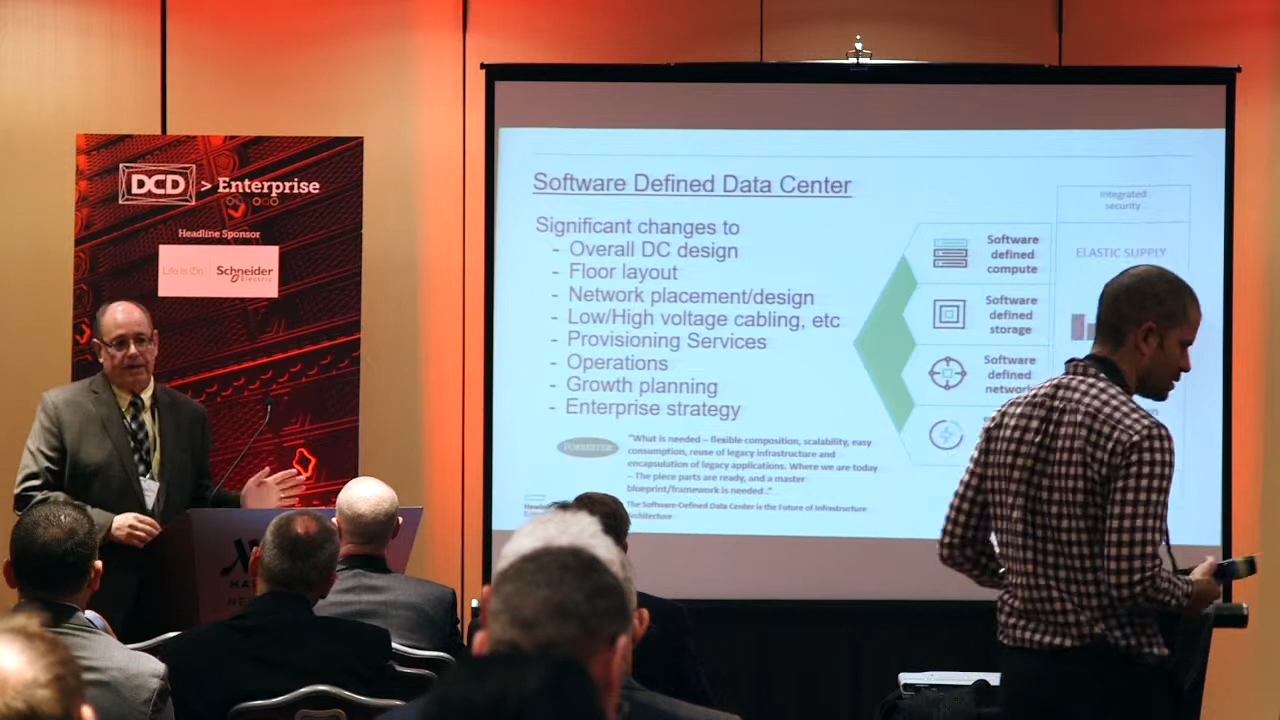 DCD > Enterprise
Headline Sponsor
Life Is On
Schneider
Electric
Software Defined Data Center
Significant changes to
- Overall DC design
- Floor layout
- Network placement/design
- Low/High voltage cabling, etc
- Provisioning Services
- Operations
- Growth planning
- Enterprise strategy
FORRESTER
"What is needed – flexible composition, scalability, easy
consumption, reuse of legacy infrastructure and
encapsulation of legacy applications. Where we are today
– The piece parts are ready, and a master
blueprint/framework is needed ."
The Software-Defined Data Center is the Future of Infrastructure
Architecture
Integrated
security
ELASTIC SUPPLY
Software
defined
compute
Software
defined
storage
Software
defined
network